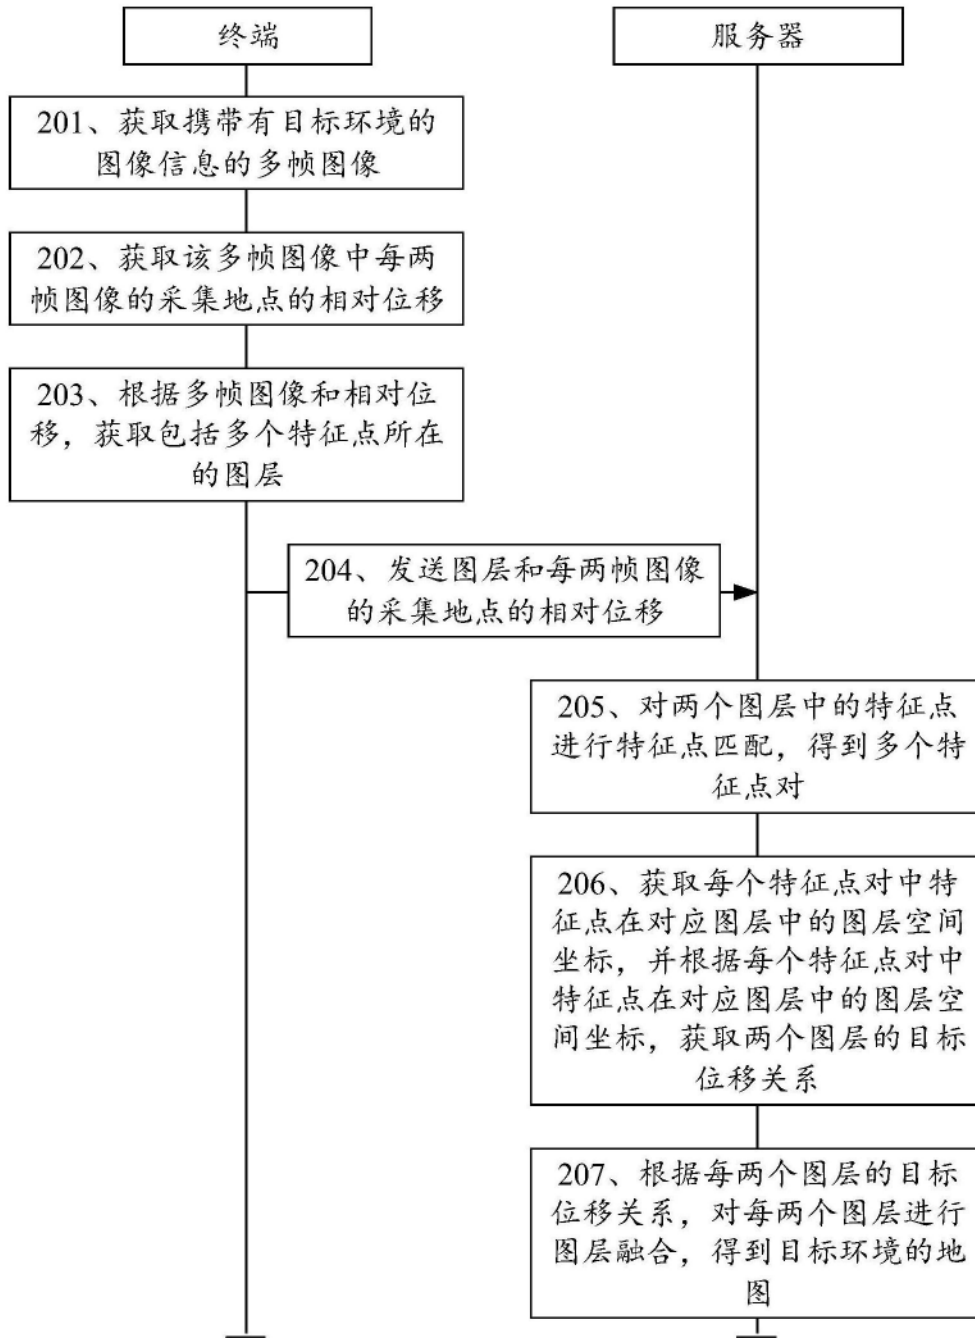 终端
服务器
201、获取携带有目标环境的
图像信息的多帧图像
202、获取该多帧图像中每两
帧图像的采集地点的相对位移
203、根据多帧图像和相对位
移，获取包括多个特征点所在
的图层
204、发送图层和每两帧图像
的采集地点的相对位移
205、对两个图层中的特征点
进行特征点匹配，得到多个特
征点对
206、获取每个特征点对中特
征点在对应图层中的图层空间
坐标，并根据每个特征点对中
特征点在对应图层中的图层空
间坐标，获取两个图层的目标
位移关系
207、根据每两个图层的目标
位移关系，对每两个图层进行
图层融合，得到目标环境的地
图